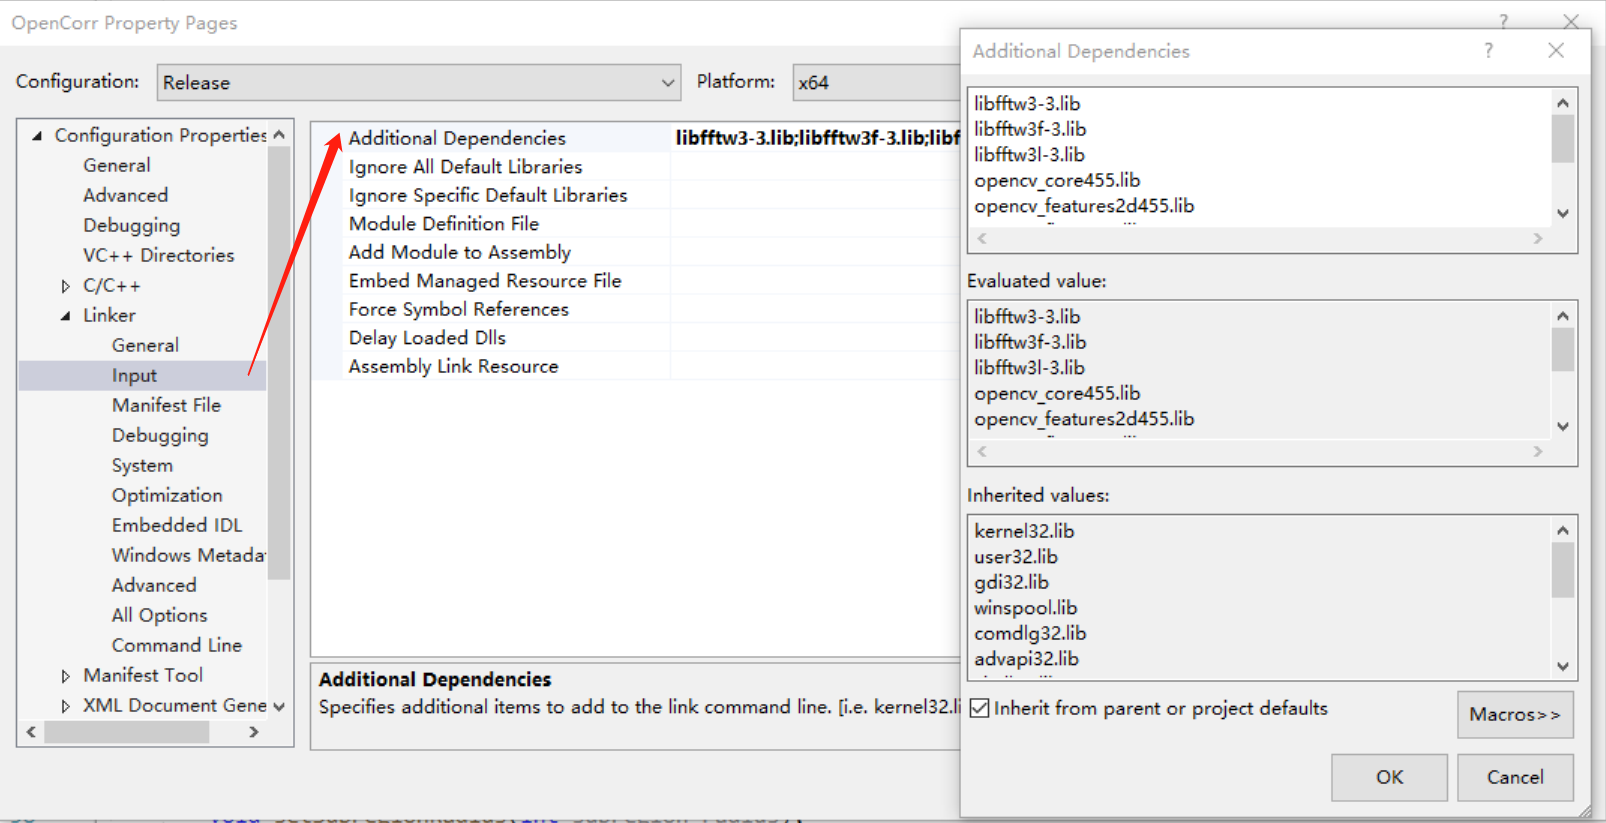 OpenCorr Property Pages
?
Configuration:
Release
Platform:
x64
Configuration Properties
General
Advanced
Debugging
VC++ Directories
C/C++
Linker
General
Input
Manifest File
Debugging
System
Optimization
Embedded IDL
Windows Metada
Advanced
All Options
Command Line
Manifest Tool
XML Document Gene
Additional Dependencies
libfftw3-3.lib;libfftw3f-3.lib;libf
Ignore All Default Libraries
Ignore Specific Default Libraries
Module Definition File
Add Module to Assembly
Embed Managed Resource File
Force Symbol References
Delay Loaded Dlls
Assembly Link Resource
Additional Dependencies
Specifies additional items to add to the link command line. [i.e. kernel32.li
Additional Dependencies
?
libfftw3-3.lib
libfftw3f-3.lib
libfftw3l-3.lib
opencv_core455.lib
opencv_features2d455.lib
Evaluated value:
libfftw3-3.lib
libfftw3f-3.lib
libfftw3l-3.lib
opencv_core455.lib
opencv_features2d455.lib
Inherited values:
kernel32.lib
user32.lib
gdi32.lib
winspool.lib
comdlg32.lib
advapi32.lib
Inherit from parent or project defaults
Macros>>
OK
Cancel